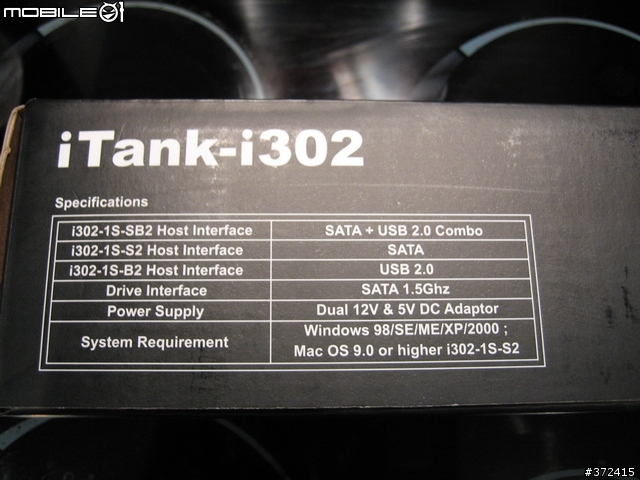 MOBILE01
iTank-i302
Specifications
i302-1S-SB2 Host Interface SATA + USB 2.0 Combo
i302-1S-S2 Host Interface SATA
i302-1S-B2 Host Interface USB 2.0
Drive Interface SATA 1.5Ghz
Power Supply Dual 12V & 5V DC Adaptor
System Requirement Windows 98/SE/ME/XP/2000 ;
Mac OS 9.0 or higher i302-1S-S2
#372415